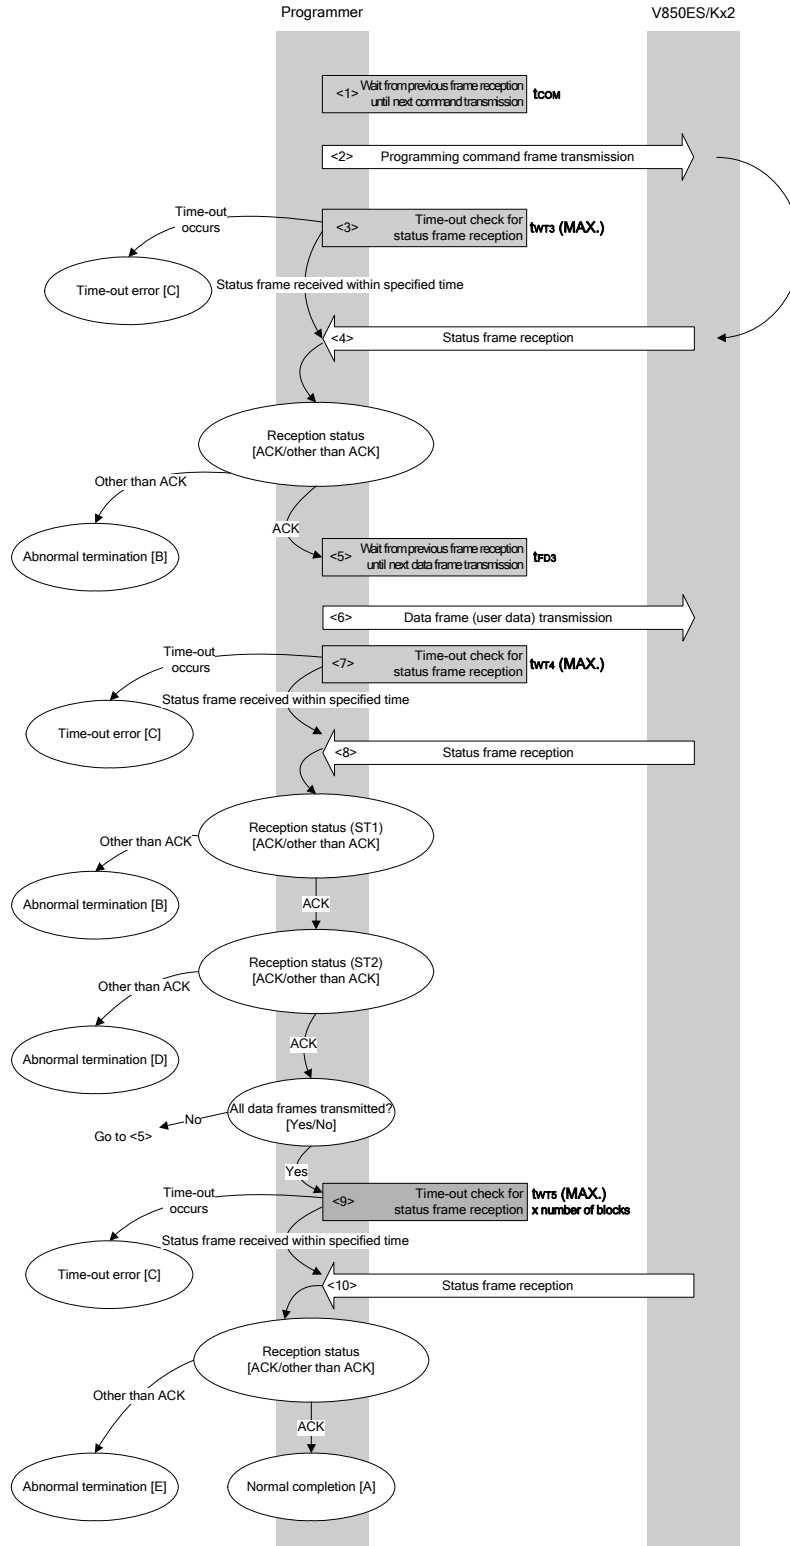 Programmer
V850ES/Kx2
<1> Wait from previous frame reception
until next command transmission
tCOM
<2> Programming command frame transmission
Time-out
occurs
<3> Time-out check for
status frame reception
tWT3 (MAX.)
Time-out error [C]
Status frame received within specified time
<4> Status frame reception
Reception status
[ACK/other than ACK]
Other than ACK
ACK
Abnormal termination [B]
<5> Wait from previous frame reception
until next data frame transmission
tFD3
<6> Data frame (user data) transmission
Time-out
occurs
<7> Time-out check for
status frame reception
tWT4 (MAX.)
Status frame received within specified time
Time-out error [C]
<8> Status frame reception
Reception status (ST1)
[ACK/other than ACK]
Other than ACK
Abnormal termination [B]
ACK
Reception status (ST2)
[ACK/other than ACK]
Other than ACK
ACK
Abnormal termination [D]
All data frames transmitted?
[Yes/No]
No
Go to <5>
Yes
Time-out
occurs
<9> Time-out check for
status frame reception
tWT5 (MAX.)
x number of blocks
Status frame received within specified time
Time-out error [C]
<10> Status frame reception
Reception status
[ACK/other than ACK]
Other than ACK
ACK
Abnormal termination [E]
Normal completion [A]